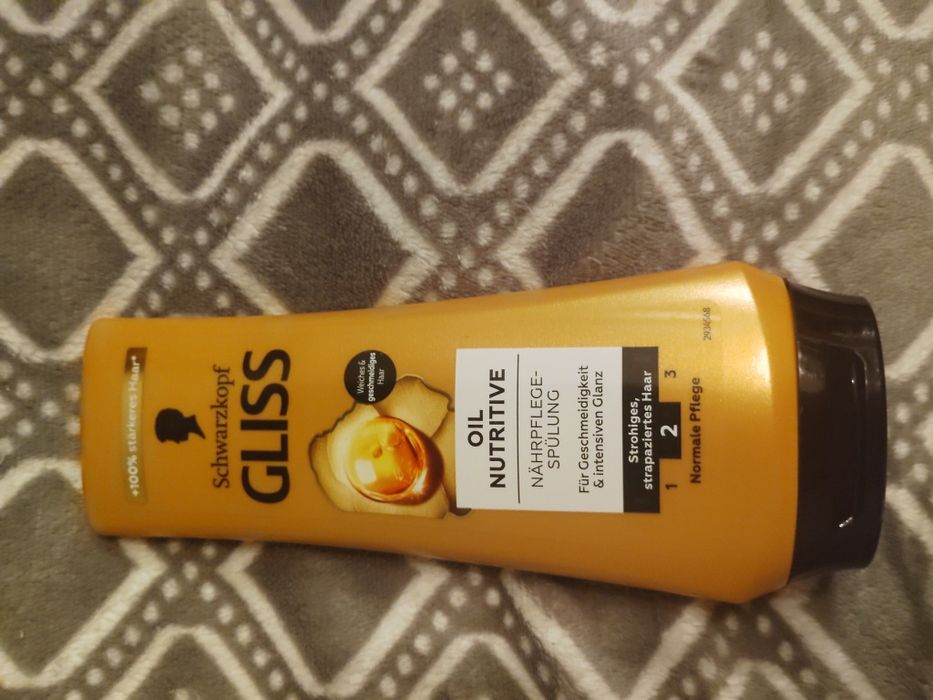 +100% stärkeres Haar*
Schwarzkopf
GLISS
Weiches &
geschmeidiges
Haar
OIL
NUTRITIVE
NÄHRPFLEGE-
SPÜLUNG
Für Geschmeidigkeit
& intensiven Glanz
Strohiges,
strapaziertes Haar
1 2 3
Normale Pflege
2934568